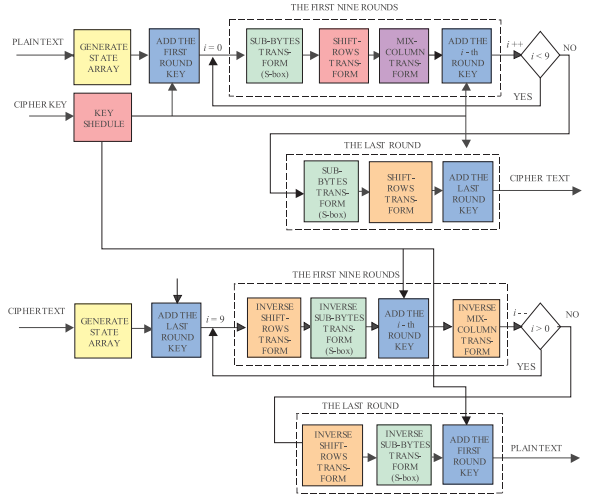 THE FIRST NINE ROUNDS
PLAIN TEXT
GENERATE
STATE
ARRAY
ADD THE
FIRST
ROUND
KEY
i = 0
SUB-BYTES
TRANS-
FORM
(S-box)
SHIFT-
ROWS
TRANS-
FORM
MIX-
COLUMN
TRANS-
FORM
ADD THE
i - th
ROUND
KEY
i ++
i < 9
NO
YES
CIPHER KEY
KEY
SHEDULE
THE LAST ROUND
SUB-
BYTES
TRANS-
FORM
(S-box)
SHIFT-
ROWS
TRANS-
FORM
ADD THE
LAST
ROUND
KEY
CIPHER TEXT
THE FIRST NINE ROUNDS
CIPHER TEXT
GENERATE
STATE
ARRAY
ADD THE
LAST
ROUND
KEY
i = 9
INVERSE
SHIFT-
ROWS
TRANS-
FORM
INVERSE
SUB-BYTES
TRANS-
FORM
(S-box)
ADD THE
i - th
ROUND
KEY
INVERSE
MIX-
COLUMN
TRANS-
FORM
i - -
i > 0
NO
YES
THE LAST ROUND
INVERSE
SHIFT-
ROWS
TRANS-
FORM
INVERSE
SUB-BYTES
TRANS-
FORM
(S-box)
ADD THE
FIRST
ROUND
KEY
PLAIN TEXT